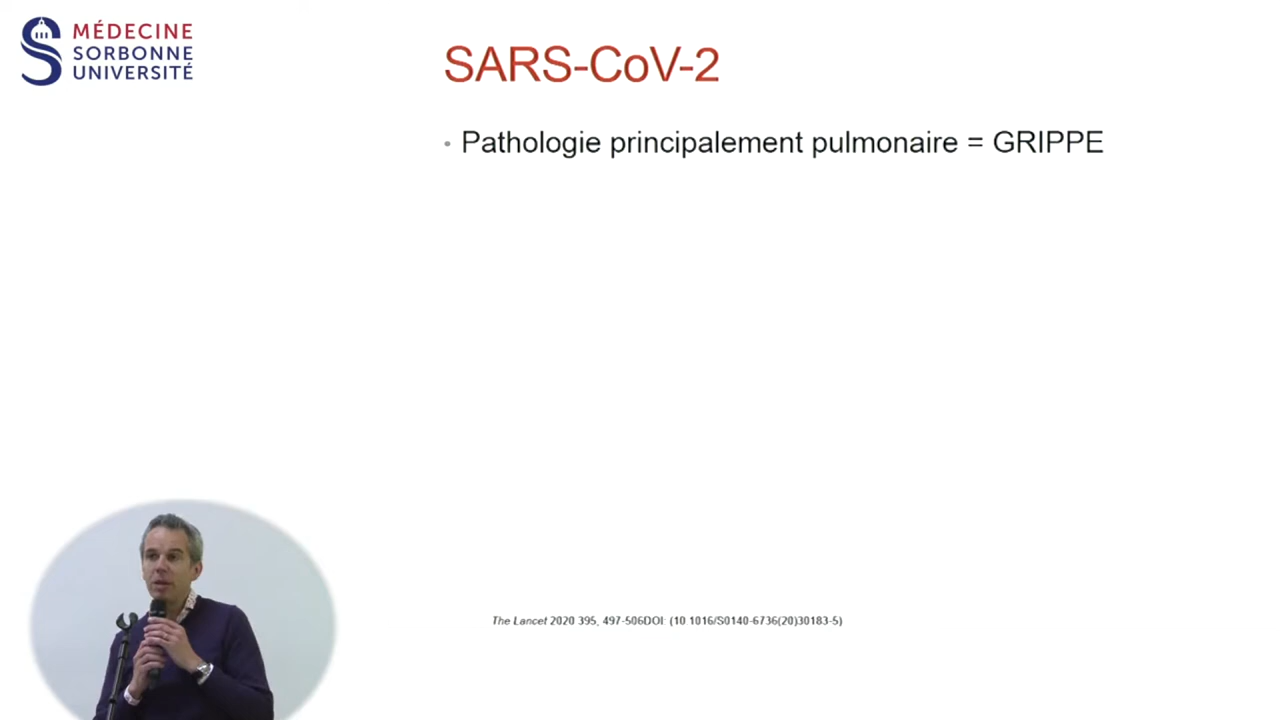 MÉDECINE
SORBONNE
UNIVERSITÉ
SARS-CoV-2
• Pathologie principalement pulmonaire = GRIPPE
The Lancet 2020 395, 497-506DOI: (10.1016/S0140-6736(20)30183-5)